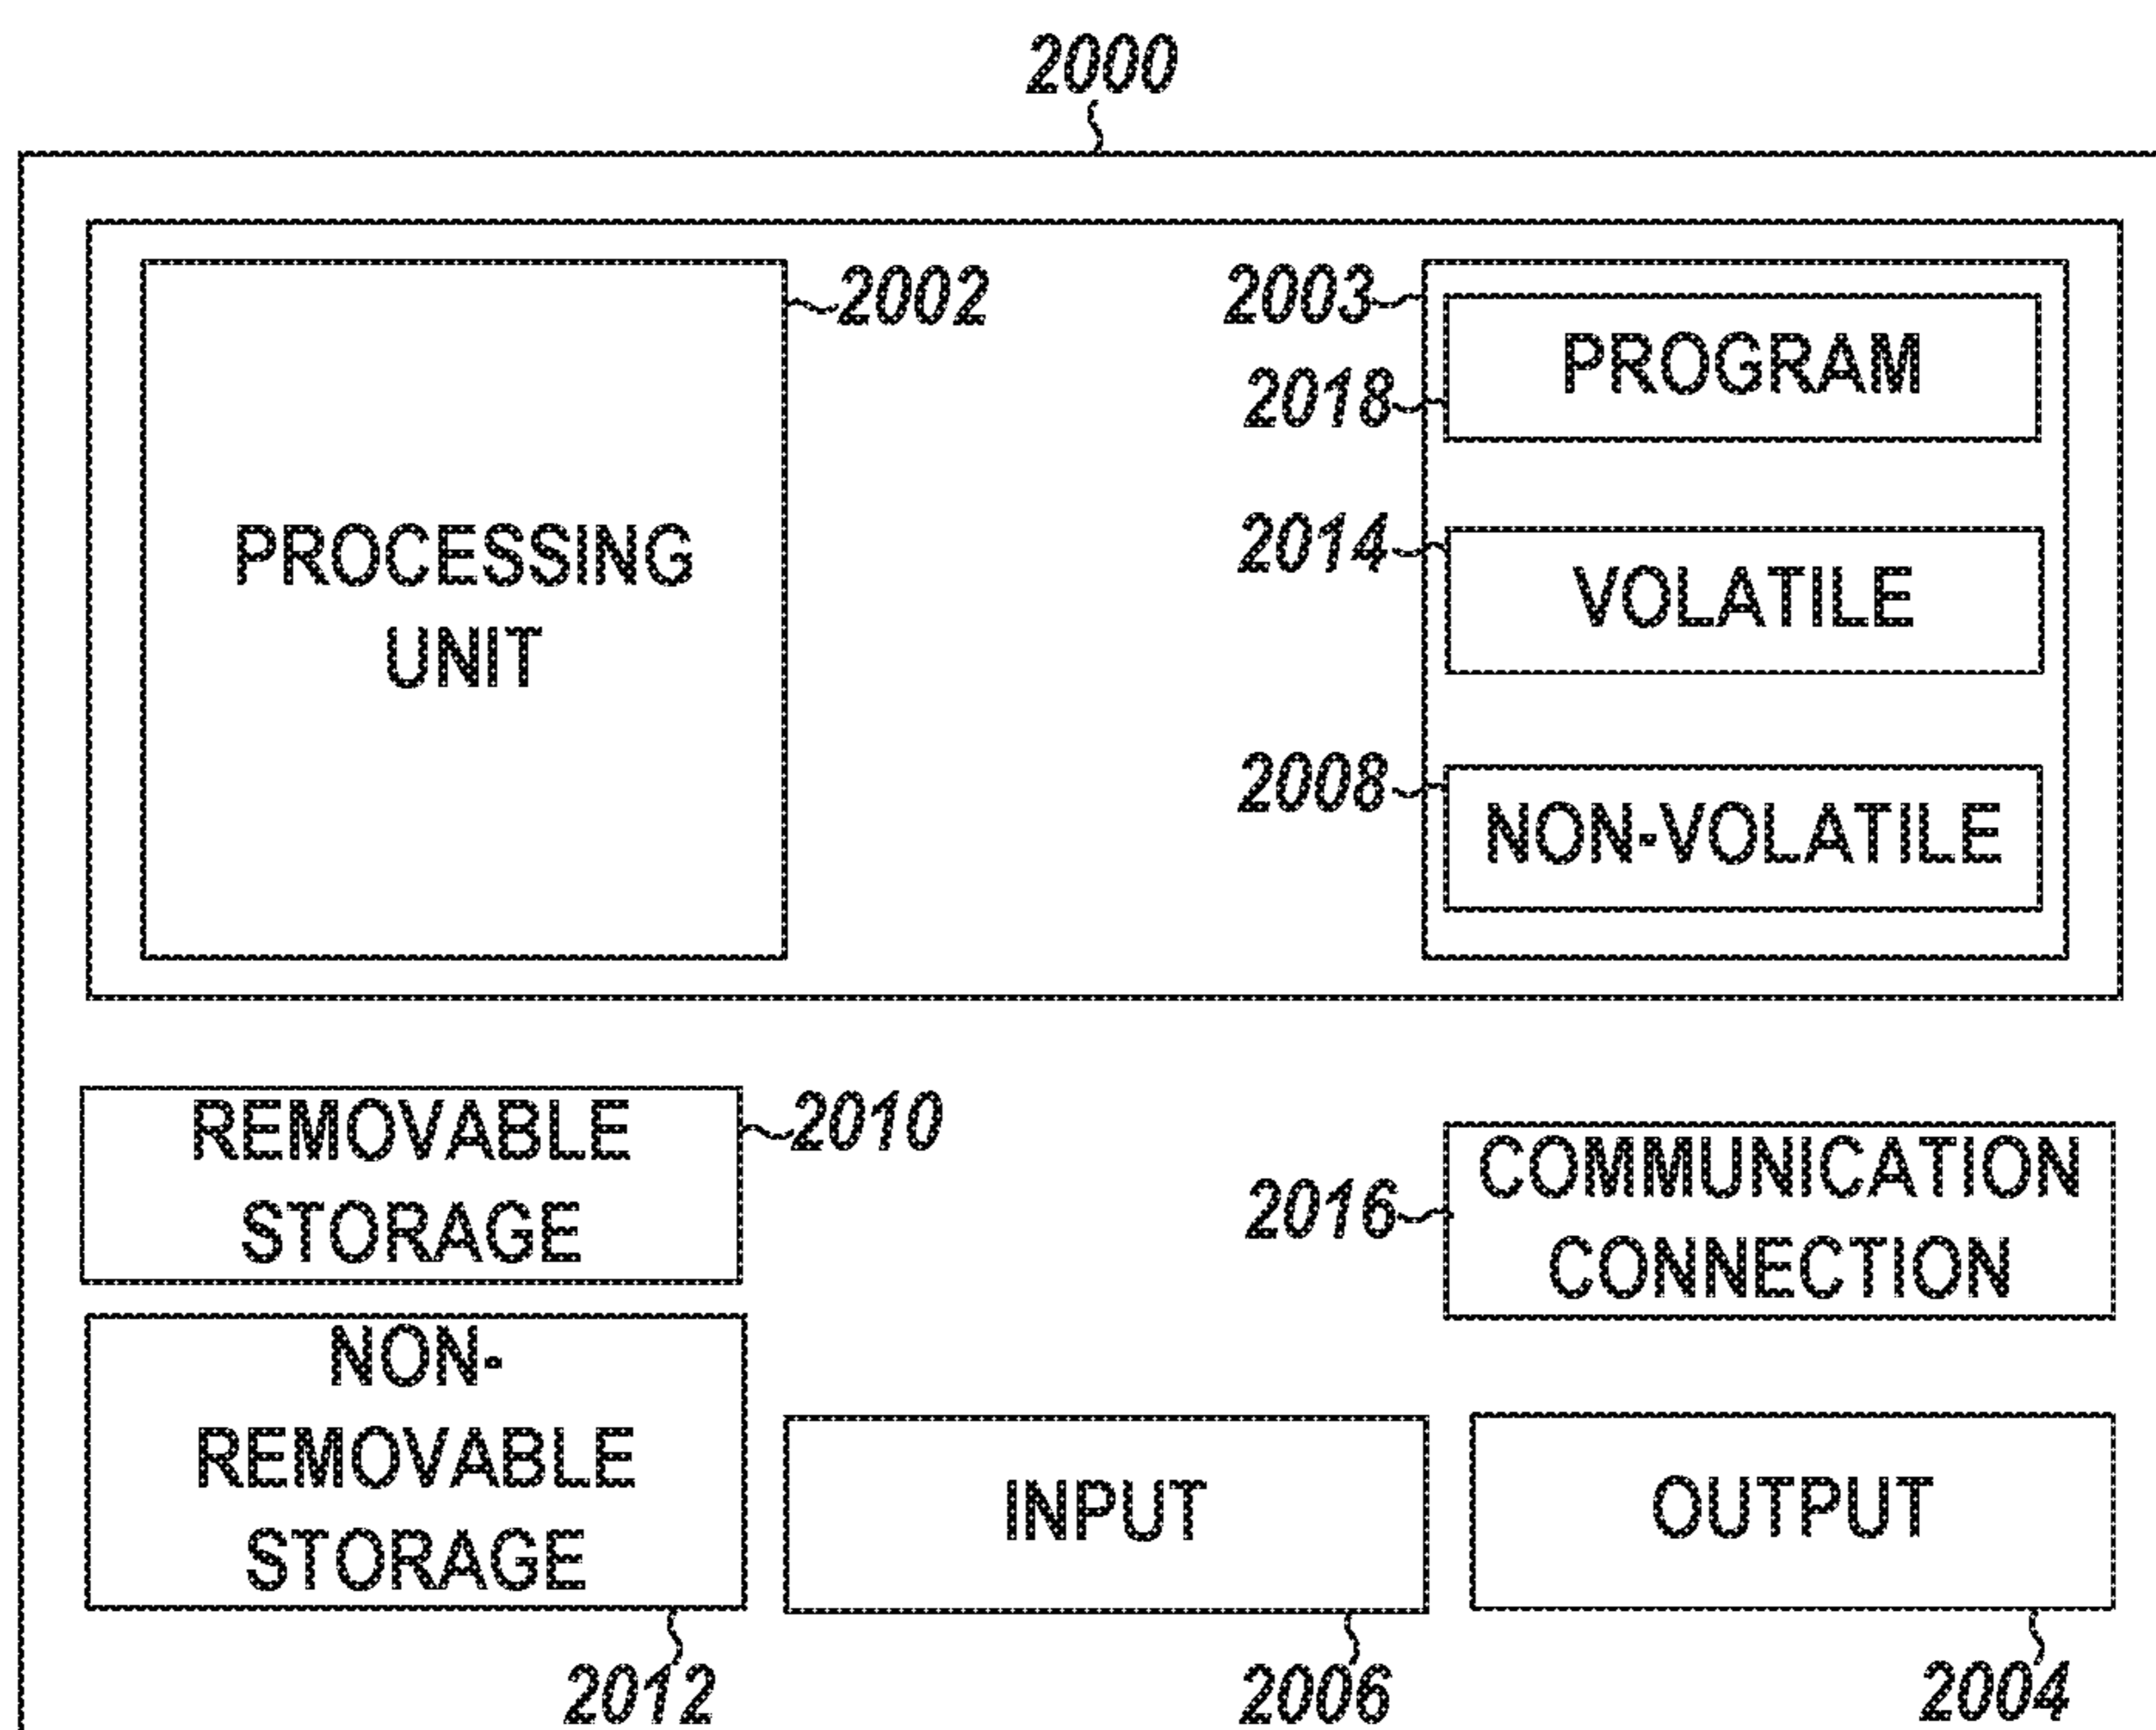 2000
2002
2003
PROGRAM
2018
PROCESSING
UNIT
2014
VOLATILE
2008
NON-VOLATILE
REMOVABLE
STORAGE
2010
COMMUNICATION
CONNECTION
2016
NON-
REMOVABLE
STORAGE
INPUT
OUTPUT
2012
2006
2004